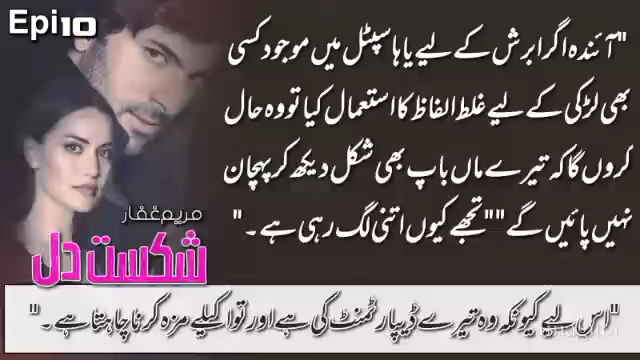 Epi10
"آئندہ اگر ابرش کے لیے یا ہاسپٹل میں موجود کسی
بھی لڑکی کے لیے غلط الفاظ کا استعمال کیا تو وہ حال
کروں گا کہ تیرے ماں باپ بھی شکل دیکھ کر پہچان
نہیں پائیں گے ""تجھے کیوں اتنی لگ رہی ہے۔"
مریم غفار
شکست دل
"اس لیے کیونکہ وہ تیرے ڈیپارٹمنٹ کی ہے اور تو اکیلے مزہ کرنا چاہتا ہے۔"